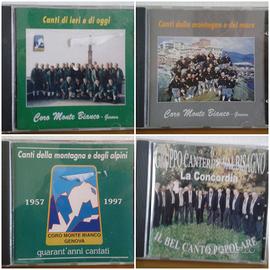 Canti di ieri e di oggi
Coro Monte Bianco - Genova
Canti della montagna e del mare
Coro Monte Bianco - Genova
Canti della montagna e degli alpini
1957
1997
CORO MONTE BIANCO
GENOVA
quarant'anni cantati
GRUPPO CANTERINI VALBISAGNO
La Concordia
IL BEL CANTO POPOLARE